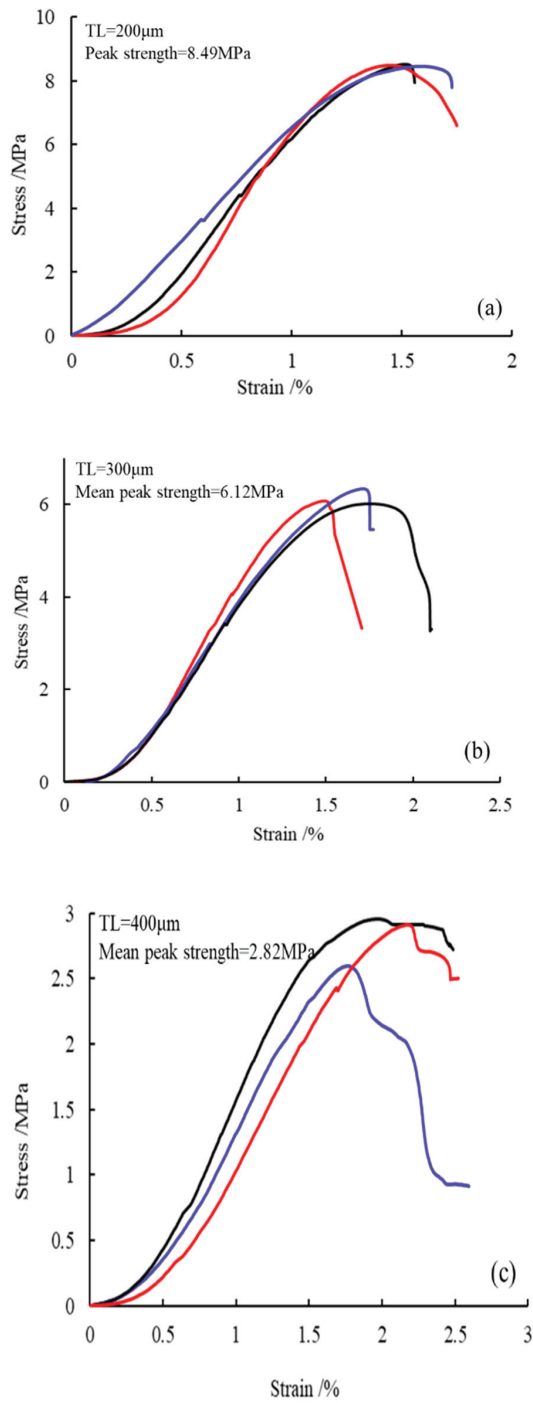 TL=200μm
Peak strength=8.49MPa
10
8
6
4
2
0
Stress /MPa
0
0.5
1
1.5
2
Strain /%
(a)
TL=300μm
Mean peak strength=6.12MPa
6
4
2
0
Stress /MPa
0
0.5
1
1.5
2
2.5
Strain /%
(b)
TL=400μm
Mean peak strength=2.82MPa
3
2.5
2
1.5
1
0.5
0
Stress /MPa
0
0.5
1
1.5
2
2.5
3
Strain /%
(c)